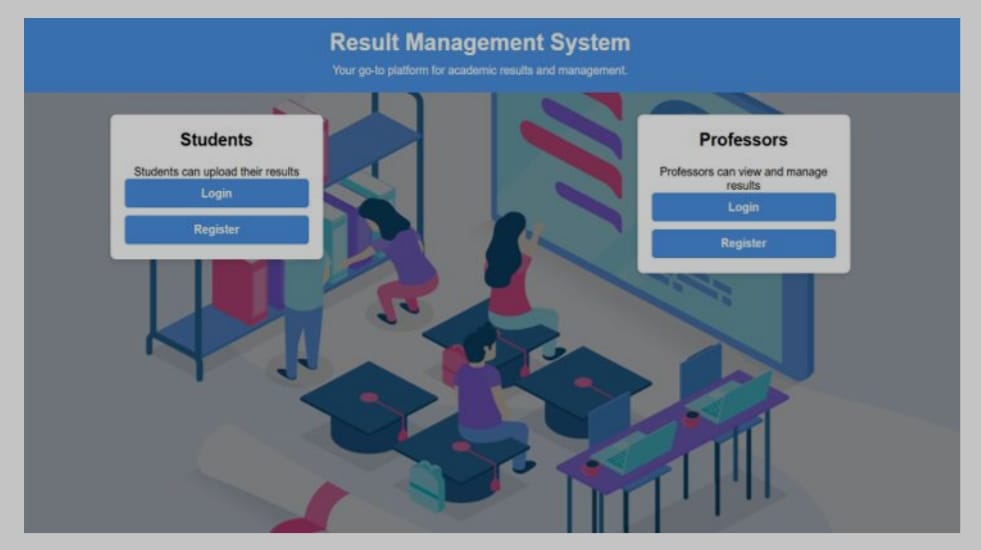 Result Management System
Your go-to platform for academic results and management.
Students
Students can upload their results
Login
Register
Professors
Professors can view and manage
results
Login
Register